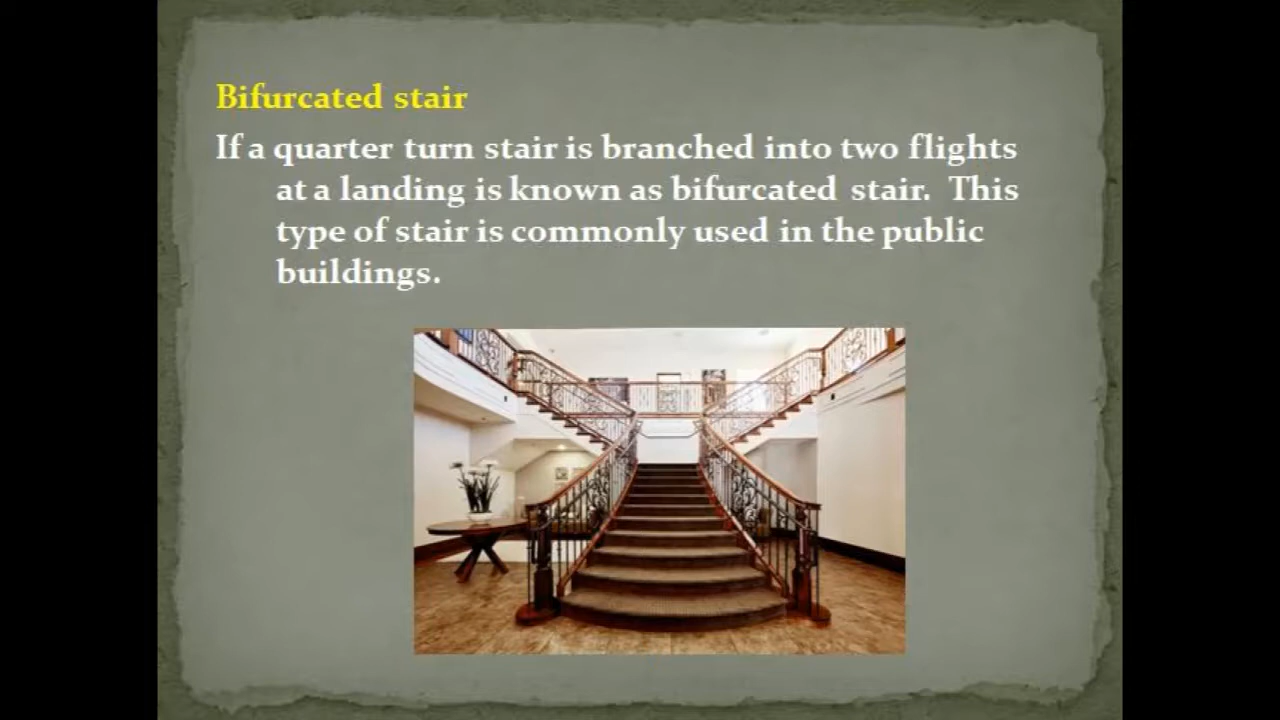 Bifurcated stair
If a quarter turn stair is branched into two flights
at a landing is known as bifurcated stair. This
type of stair is commonly used in the public
buildings.